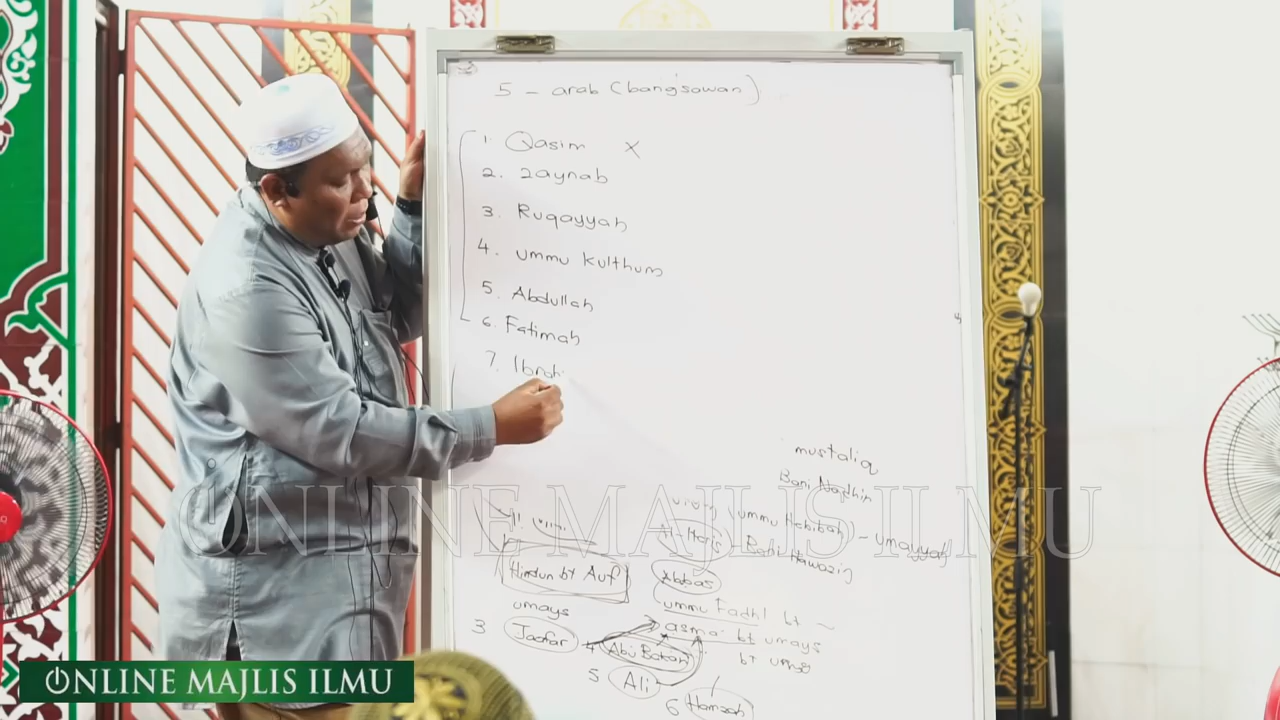 5 - arab (bangsawan)
1. Qasim X
2. Zaynab
3. Ruqayyah
4. ummu kulthum
5. Abdullah
6. Fatimah
7. Ibrah
mustaliq
Bani Nadhir
ummu Habibah - umayyah
Al-Haris Bani Hawazin
Hindun bt Auf
Abbas
umays
ummu Fadhl bt
3 Jaafar
asma bt umays
4 Abu Bakar
bt umays
5 Ali
6 Hamzah
ONLINE MAJLIS ILMU
ONLINE MAJLIS ILMU